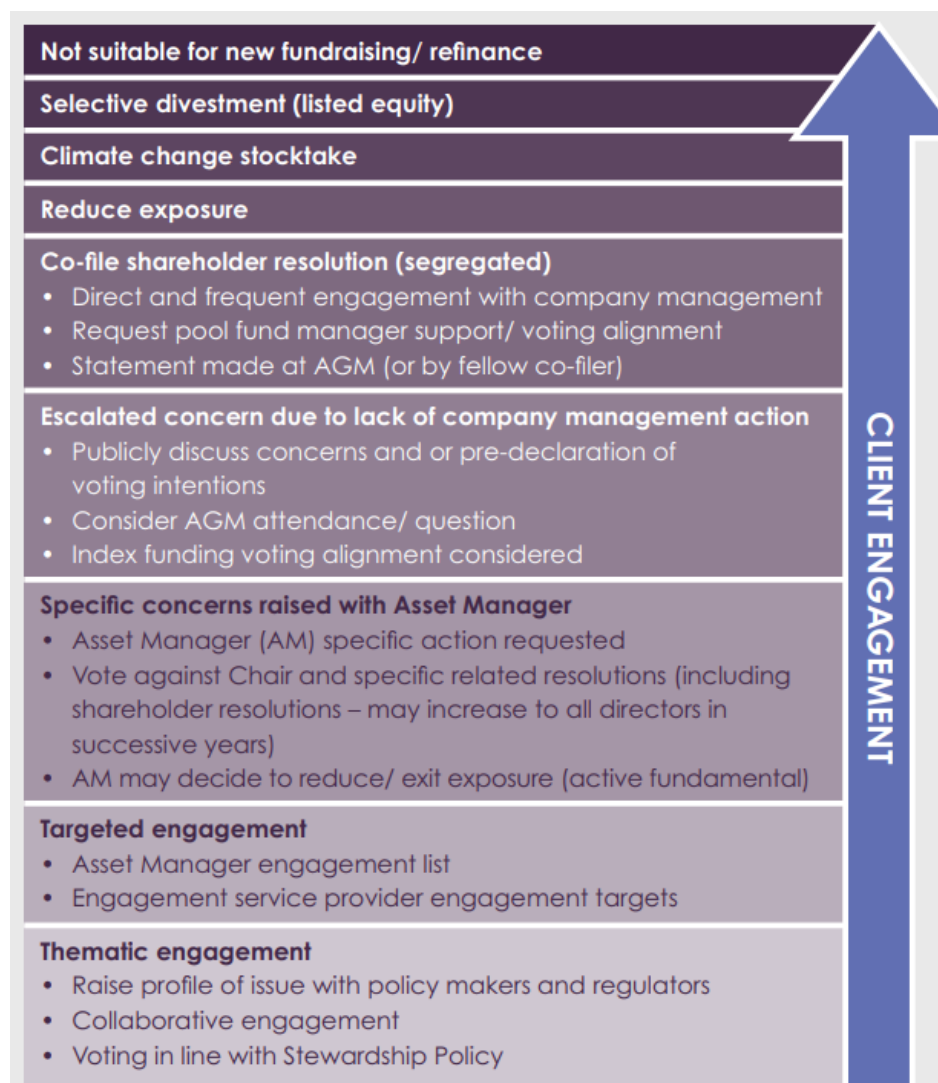 Not suitable for new fundraising/ refinance
Selective divestment (listed equity)
Climate change stocktake
Reduce exposure
Co-file shareholder resolution (segregated)
• Direct and frequent engagement with company management
• Request pool fund manager support/ voting alignment
• Statement made at AGM (or by fellow co-filer)
Escalated concern due to lack of company management action
• Publicly discuss concerns and or pre-declaration of
voting intentions
• Consider AGM attendance/ question
• Index funding voting alignment considered
Specific concerns raised with Asset Manager
• Asset Manager (AM) specific action requested
• Vote against Chair and specific related resolutions (including
shareholder resolutions – may increase to all directors in
successive years)
• AM may decide to reduce/ exit exposure (active fundamental)
Targeted engagement
• Asset Manager engagement list
• Engagement service provider engagement targets
Thematic engagement
• Raise profile of issue with policy makers and regulators
• Collaborative engagement
• Voting in line with Stewardship Policy
CLIENT ENGAGEMENT